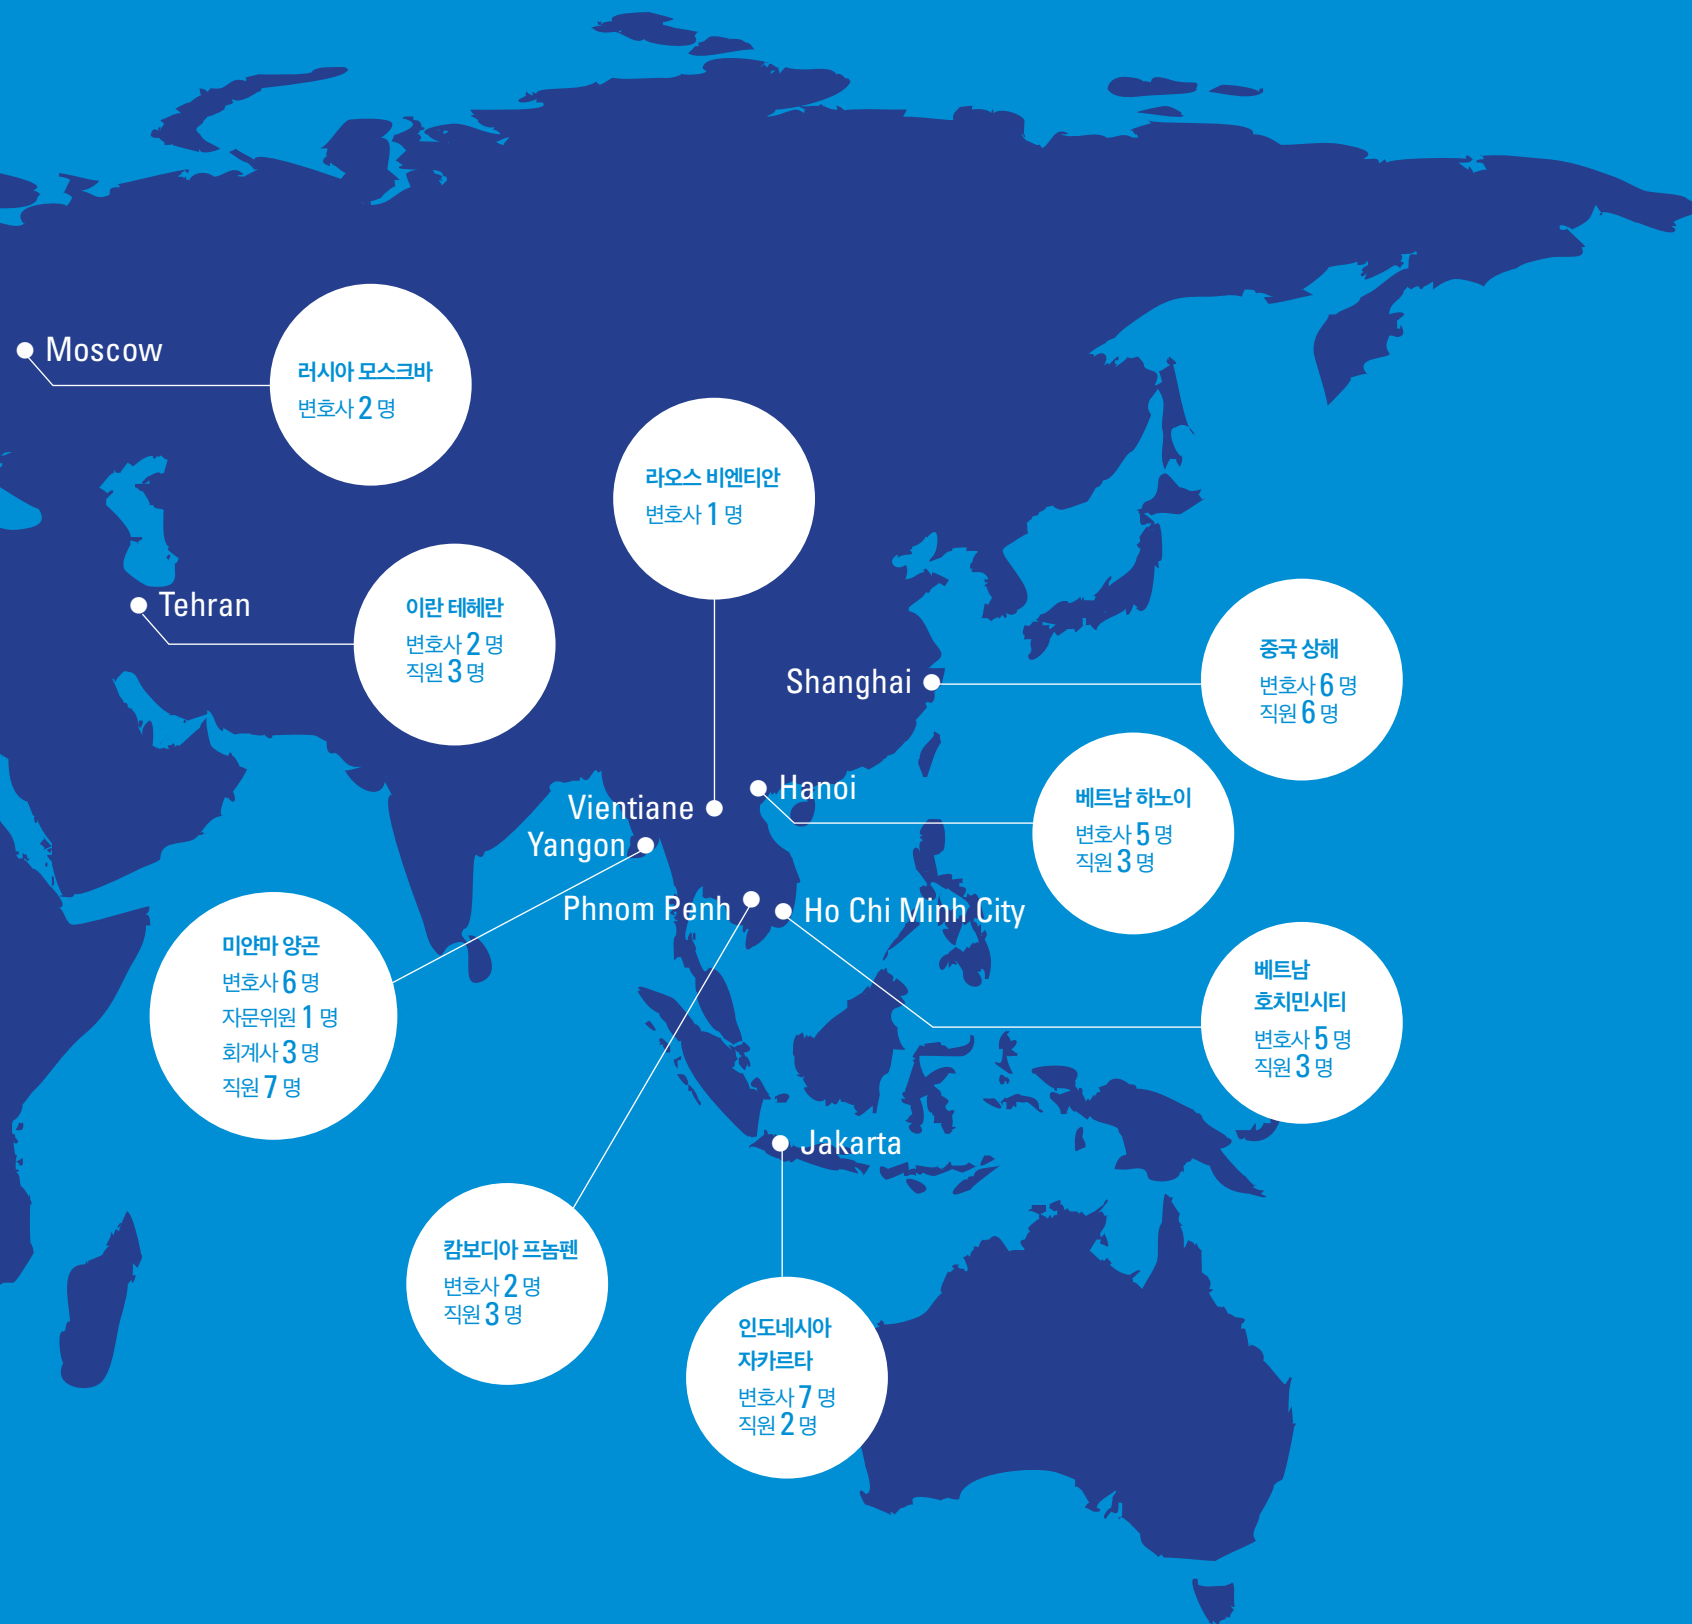 Moscow
러시아 모스크바
변호사 2 명
라오스 비엔티안
변호사 1 명
Tehran
이란 테헤란
변호사 2 명
직원 3 명
Shanghai
중국 상해
변호사 6 명
직원 6 명
Hanoi
베트남 하노이
변호사 5 명
직원 3 명
Vientiane
Yangon
Phnom Penh
Ho Chi Minh City
미얀마 양곤
변호사 6 명
자문위원 1 명
회계사 3 명
직원 7 명
베트남
호치민시티
변호사 5 명
직원 3 명
Jakarta
캄보디아 프놈펜
변호사 2 명
직원 3 명
인도네시아
자카르타
변호사 7 명
직원 2 명